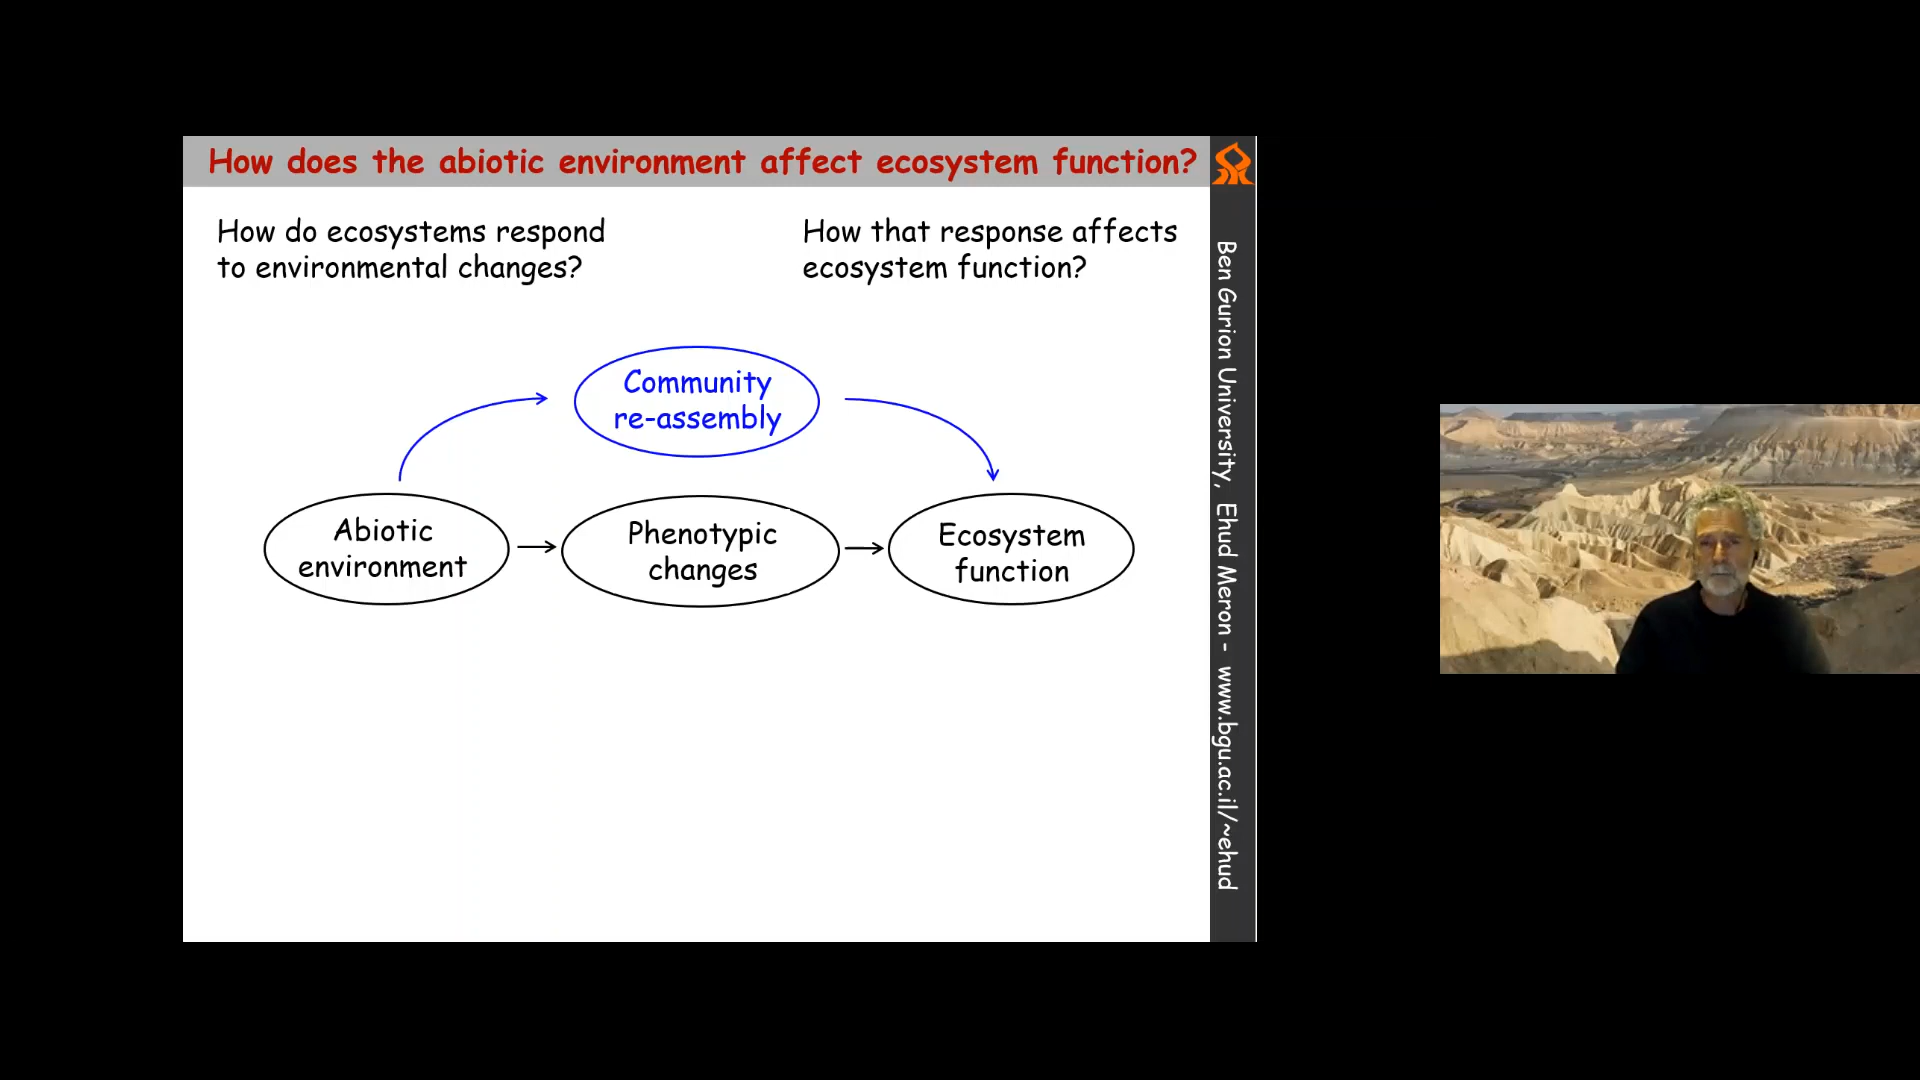 How does the abiotic environment affect ecosystem function?
How do ecosystems respond
to environmental changes?
How that response affects
ecosystem function?
Community
re-assembly
Abiotic
environment
Phenotypic
changes
Ecosystem
function
Ben Gurion University, Ehud Meron - www.bgu.ac.il/~ehud